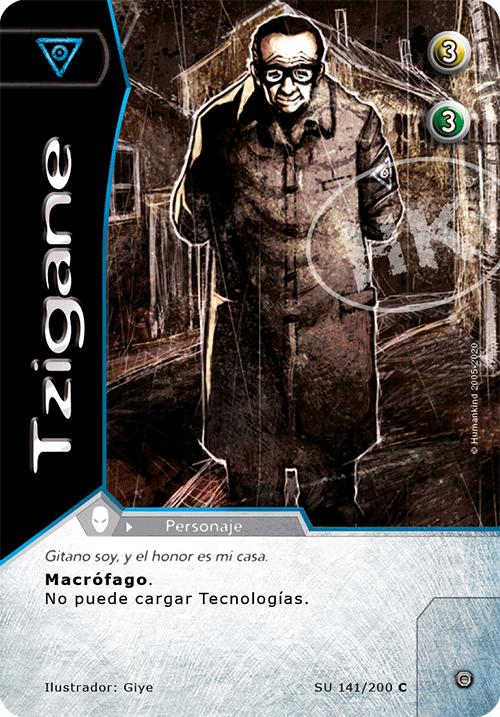 3
3
Tzigane
HK
© Humankind 2005-2020
Personaje
Gitano soy, y el honor es mi casa.
Macrófago.
No puede cargar Tecnologías.
Ilustrador: Giye
SU 141/200 C